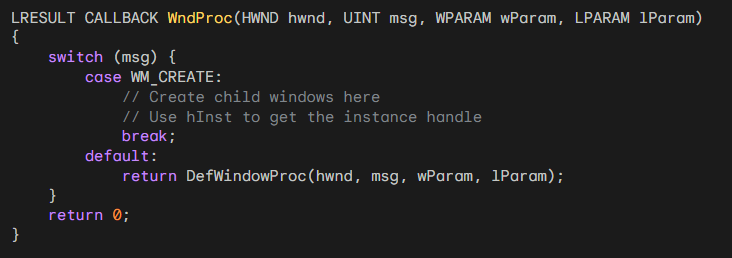 LRESULT CALLBACK WndProc(HWND hwnd, UINT msg, WPARAM wParam, LPARAM lParam)
{
    switch (msg) {
        case WM_CREATE:
            // Create child windows here
            // Use hInst to get the instance handle
            break;
        default:
            return DefWindowProc(hwnd, msg, wParam, lParam);
    }
    return 0;
}